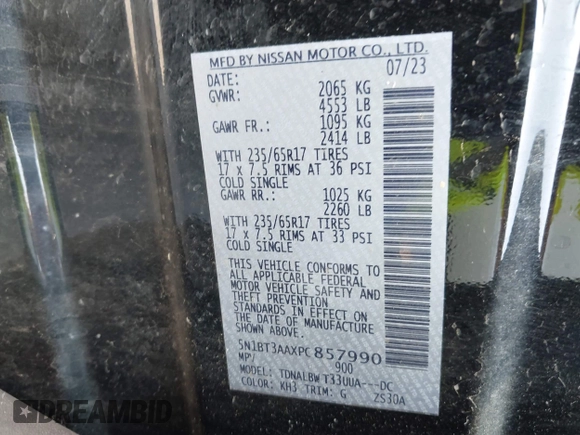 MFD BY NISSAN MOTOR CO., LTD.
DATE: 07/23
GVWR: 2065 KG
4553 LB
GAWR FR.: 1095 KG
2414 LB
WITH 235/65R17 TIRES
17 x 7.5 RIMS AT 36 PSI
COLD SINGLE
GAWR RR.: 1025 KG
2260 LB
WITH 235/65R17 TIRES
17 x 7.5 RIMS AT 33 PSI
COLD SINGLE
THIS VEHICLE CONFORMS TO
ALL APPLICABLE FEDERAL
MOTOR VEHICLE SAFETY AND
THEFT PREVENTION
STANDARDS IN EFFECT ON
THE DATE OF MANUFACTURE
SHOWN ABOVE.
5N1BT3AAXPC857990
MP/ 900
MODEL: TDNALBW T33UUA---DC
COLOR: KH3 TRIM: G ZS30A
DREAMBID